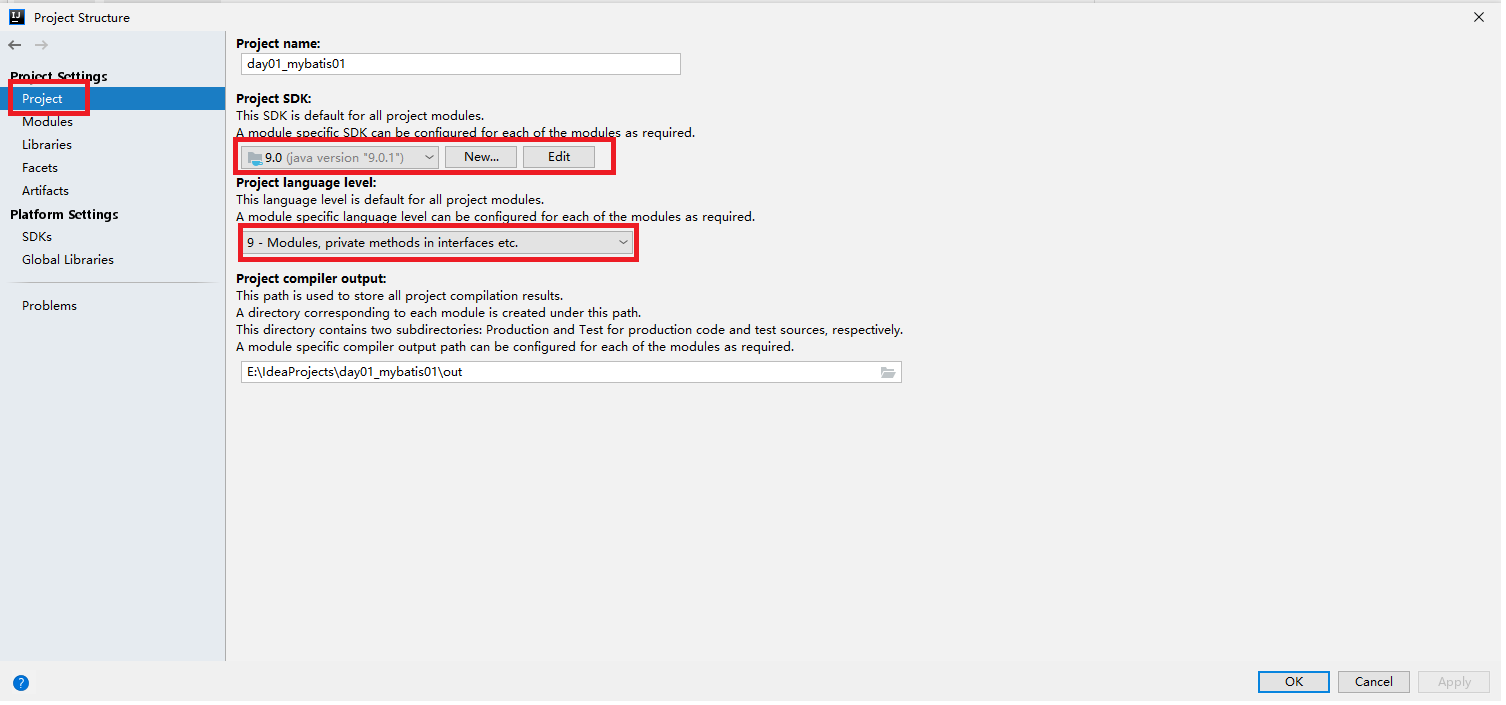 Project Structure
Project Settings
Project
Modules
Libraries
Facets
Artifacts
Platform Settings
SDKs
Global Libraries
Problems
Project name:
day01_mybatis01
Project SDK:
This SDK is default for all project modules.
A module specific SDK can be configured for each of the modules as required.
9.0 (java version "9.0.1") New... Edit
Project language level:
This language level is default for all project modules.
A module specific language level can be configured for each of the modules as required.
9 - Modules, private methods in interfaces etc.
Project compiler output:
This path is used to store all project compilation results.
A directory corresponding to each module is created under this path.
This directory contains two subdirectories: Production and Test for production code and test sources, respectively.
A module specific compiler output path can be configured for each of the modules as required.
E:\IdeaProjects\day01_mybatis01\out
? OK Cancel Apply